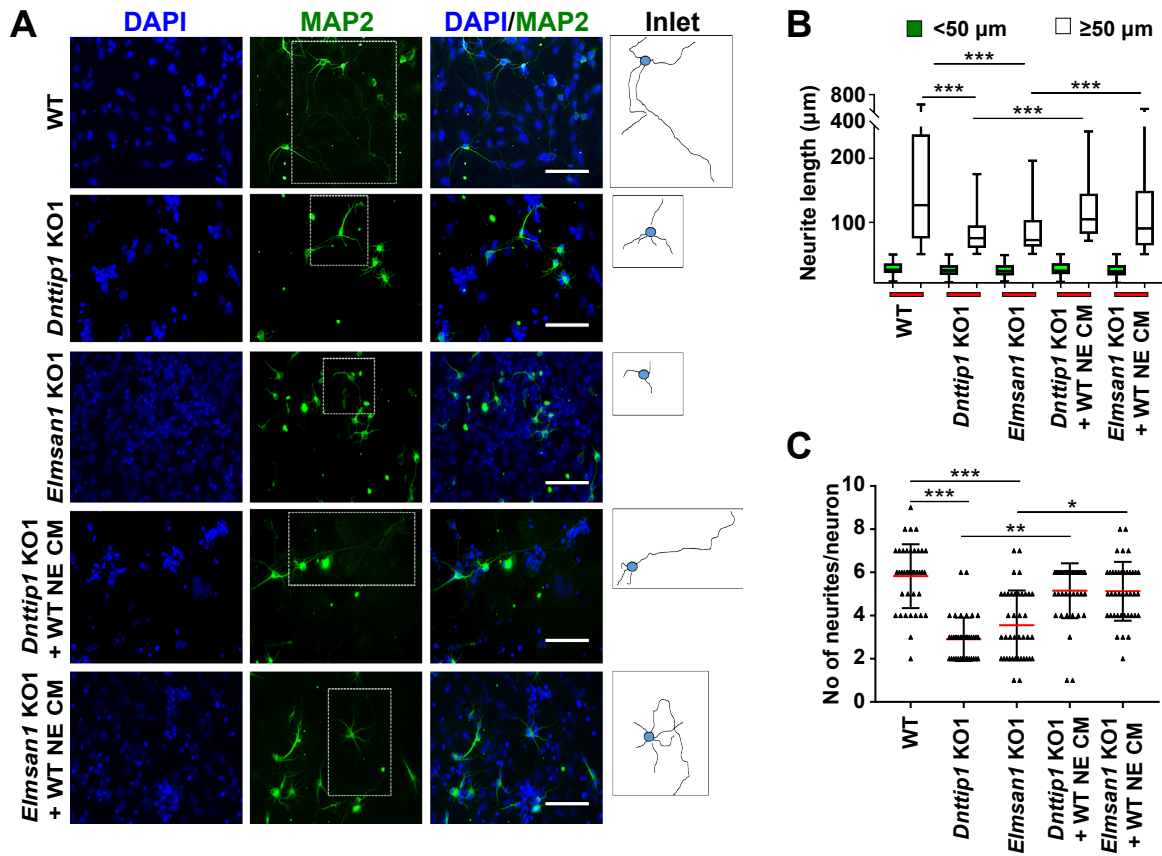 A
DAPI
MAP2
DAPI/MAP2
Inlet
WT
Dnttip1 KO1
Elmsan1 KO1
Dnttip1 KO1
+ WT NE CM
Elmsan1 KO1
+ WT NE CM
B
<50 µm
≥50 µm
***
***
***
***
Neurite length (µm)
800
400
200
100
WT
Dnttip1 KO1
Elmsan1 KO1
Dnttip1 KO1
+ WT NE CM
Elmsan1 KO1
+ WT NE CM
C
***
***
*
**
No of neurites/neuron
10
8
6
4
2
0
WT
Dnttip1 KO1
Elmsan1 KO1
Dnttip1 KO1
+ WT NE CM
Elmsan1 KO1
+ WT NE CM